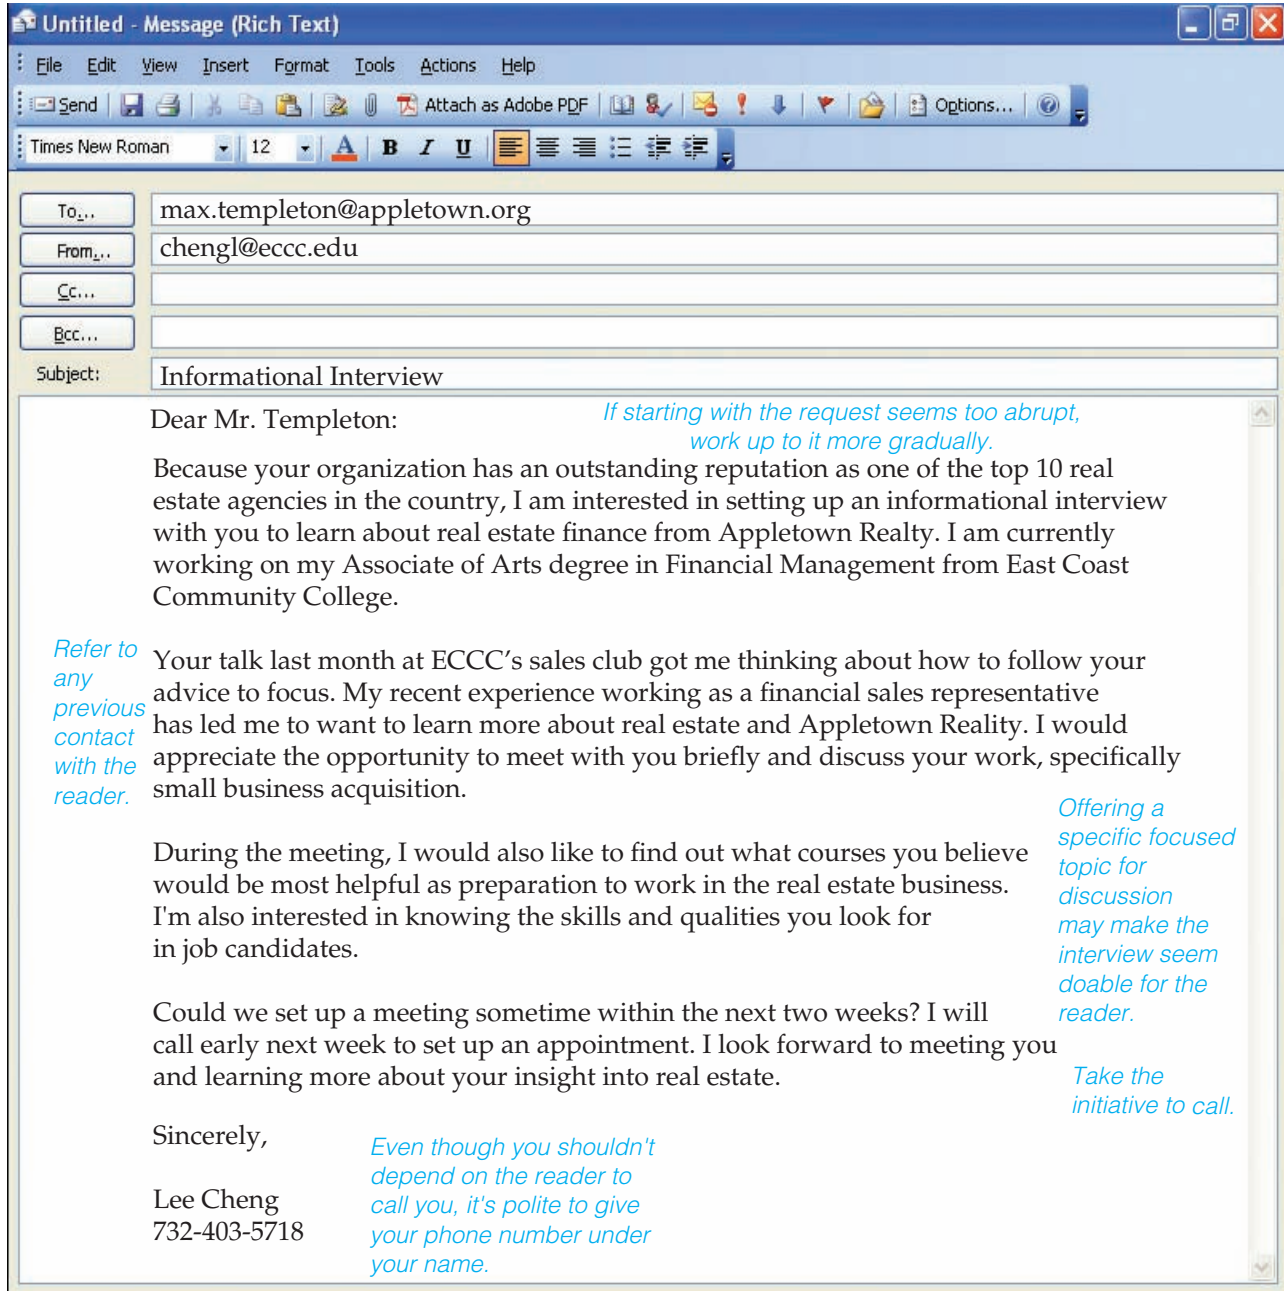 Untitled - Message (Rich Text)
File Edit View Insert Format Tools Actions Help
Send Attach as Adobe PDF Options...
Times New Roman 12 A B I U
To... max.templeton@appletown.org
From... chengl@eccc.edu
Cc...
Bcc...
Subject: Informational Interview
Dear Mr. Templeton:
If starting with the request seems too abrupt,
work up to it more gradually.
Because your organization has an outstanding reputation as one of the top 10 real
estate agencies in the country, I am interested in setting up an informational interview
with you to learn about real estate finance from Appletown Realty. I am currently
working on my Associate of Arts degree in Financial Management from East Coast
Community College.
Refer to
any
previous
contact
with the
reader.
Your talk last month at ECCC's sales club got me thinking about how to follow your
advice to focus. My recent experience working as a financial sales representative
has led me to want to learn more about real estate and Appletown Reality. I would
appreciate the opportunity to meet with you briefly and discuss your work, specifically
small business acquisition.
Offering a
specific focused
topic for
discussion
may make the
interview seem
doable for the
reader.
During the meeting, I would also like to find out what courses you believe
would be most helpful as preparation to work in the real estate business.
I'm also interested in knowing the skills and qualities you look for
in job candidates.
Could we set up a meeting sometime within the next two weeks? I will
call early next week to set up an appointment. I look forward to meeting you
and learning more about your insight into real estate.
Take the
initiative to call.
Sincerely,
Even though you shouldn't
depend on the reader to
call you, it's polite to give
your phone number under
your name.
Lee Cheng
732-403-5718